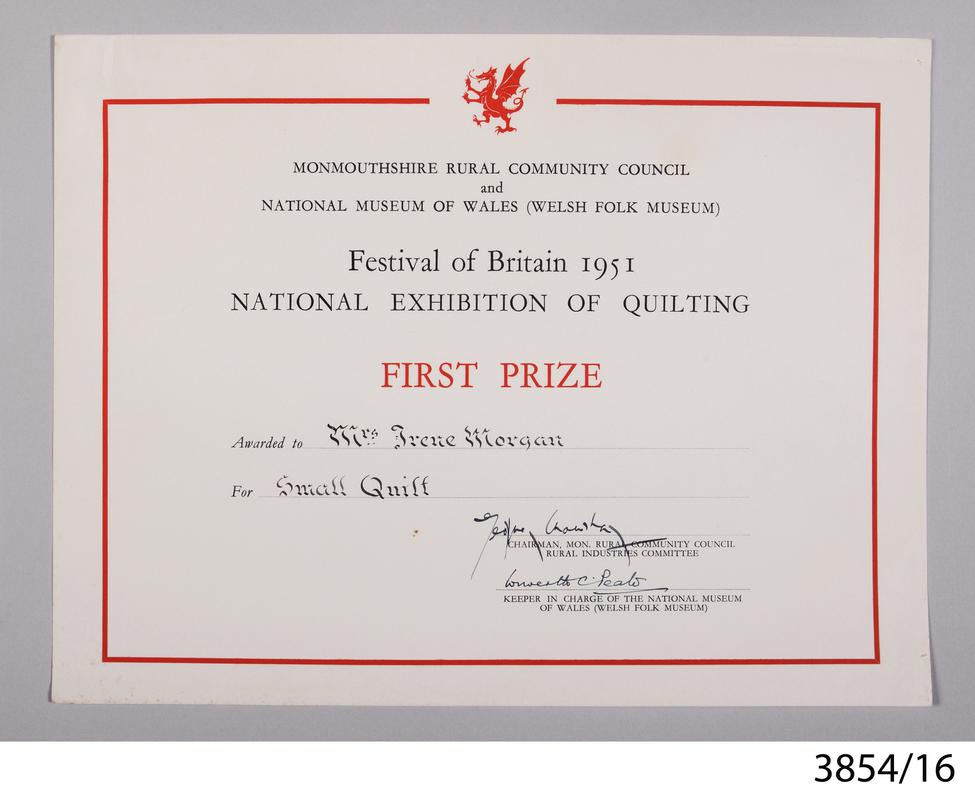 MONMOUTHSHIRE RURAL COMMUNITY COUNCIL
and
NATIONAL MUSEUM OF WALES (WELSH FOLK MUSEUM)
Festival of Britain 1951
NATIONAL EXHIBITION OF QUILTING
FIRST PRIZE
Awarded to Mrs Irene Morgan
For Small Quilt
CHAIRMAN, MON. RURAL COMMUNITY COUNCIL
RURAL INDUSTRIES COMMITTEE
Iorwerth C. Peate
KEEPER IN CHARGE OF THE NATIONAL MUSEUM
OF WALES (WELSH FOLK MUSEUM)
3854/16